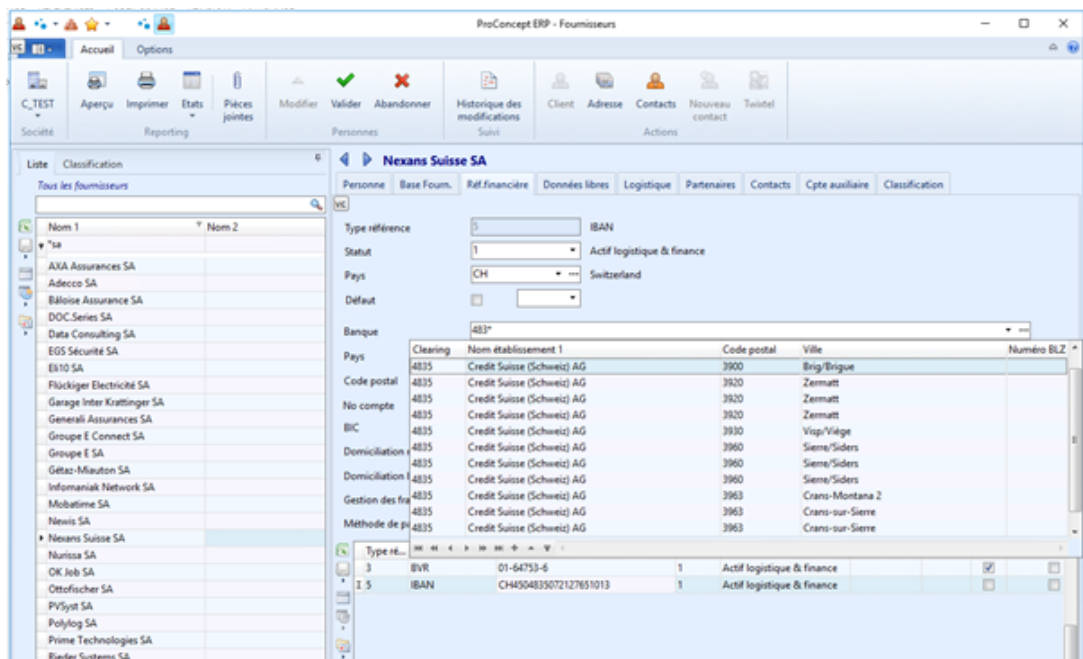 ProConcept ERP - Fournisseurs
Accueil Options
C_TEST Aperçu Imprimer Etats Pièces jointes Modifier Valider Abandonner Historique des modifications Client Adresse Contacts Nouveau contact Twixtel
Société Reporting Personnes Suivi Actions
Liste Classification
Tous les fournisseurs
Nom 1 Nom 2
*sa
AXA Assurances SA
Adecco SA
Bâloise Assurance SA
DOC.Series SA
Data Consulting SA
EGS Sécurité SA
Eli10 SA
Flückiger Electricité SA
Garage Inter Krattinger SA
Generali Assurances SA
Groupe E Connect SA
Groupe E SA
Gétaz-Miauton SA
Infomaniak Network SA
Mobatime SA
Newis SA
Nexans Suisse SA
Nurissa SA
OK Job SA
Ottofischer SA
PVSyst SA
Polylog SA
Prime Technologies SA
Rieder Systems SA
Nexans Suisse SA
Personne Base Fourn. Réf.financière Données libres Logistique Partenaires Contacts Cpte auxiliaire Classification
VC
Type référence 5 IBAN
Statut 1 Actif logistique & finance
Pays CH Switzerland
Défaut
Banque 483*
Pays
Code postal
No compte
BIC
Domiciliation
Domiciliation
Gestion des fra
Méthode de p
Clearing Nom établissement 1 Code postal Ville Numéro BLZ
4835 Credit Suisse (Schweiz) AG 3900 Brig/Brigue
4835 Credit Suisse (Schweiz) AG 3920 Zermatt
4835 Credit Suisse (Schweiz) AG 3920 Zermatt
4835 Credit Suisse (Schweiz) AG 3920 Zermatt
4835 Credit Suisse (Schweiz) AG 3930 Visp/Viège
4835 Credit Suisse (Schweiz) AG 3960 Sierre/Siders
4835 Credit Suisse (Schweiz) AG 3960 Sierre/Siders
4835 Credit Suisse (Schweiz) AG 3960 Sierre/Siders
4835 Credit Suisse (Schweiz) AG 3963 Crans-Montana 2
4835 Credit Suisse (Schweiz) AG 3963 Crans-sur-Sierre
4835 Credit Suisse (Schweiz) AG 3963 Crans-sur-Sierre
Type ré...
3 BVR 01-64753-6 1 Actif logistique & finance
5 IBAN CH4504835072127651013 1 Actif logistique & finance